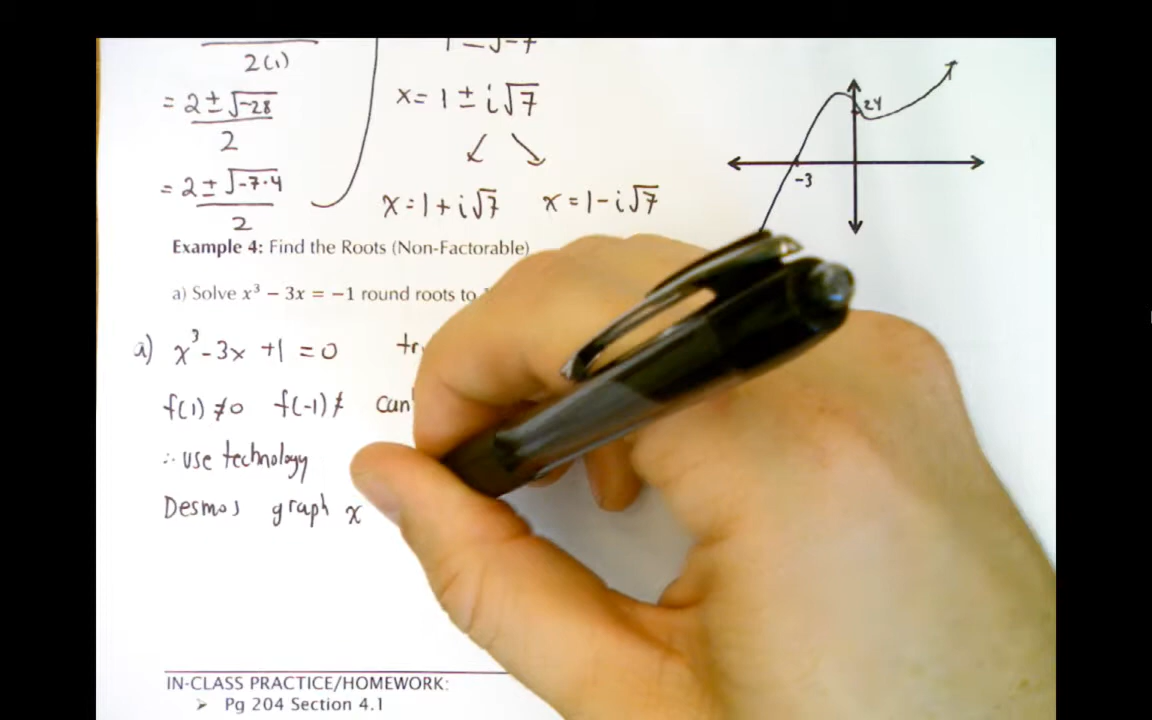 2(1)
= 2 ± √-28
2
= 2 ± √-7·4
2
x = 1 ± i√7
x = 1 + i√7 x = 1 - i√7
24
-3
Example 4: Find the Roots (Non-Factorable)
a) Solve x³ − 3x = −1 round roots to
a) x³ - 3x + 1 = 0
f(1) ≠ 0 f(-1) ≠
∴ use technology
Desmos graph x
IN-CLASS PRACTICE/HOMEWORK:
➢ Pg 204 Section 4.1